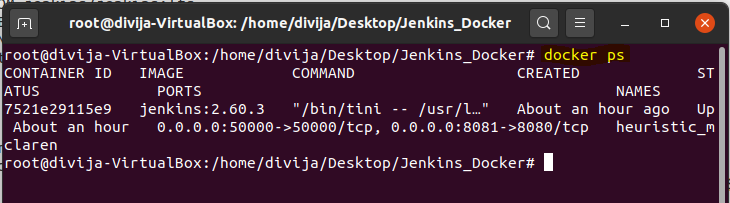 root@divija-VirtualBox: /home/divija/Desktop/Jenkins_Docker
root@divija-VirtualBox:/home/divija/Desktop/Jenkins_Docker# docker ps
CONTAINER ID   IMAGE            COMMAND                  CREATED             ST
ATUS              PORTS                                               NAMES
7521e29115e9   jenkins:2.60.3   "/bin/tini -- /usr/l…"   About an hour ago   Up
 About an hour   0.0.0.0:50000->50000/tcp, 0.0.0.0:8081->8080/tcp   heuristic_m
claren
root@divija-VirtualBox:/home/divija/Desktop/Jenkins_Docker#